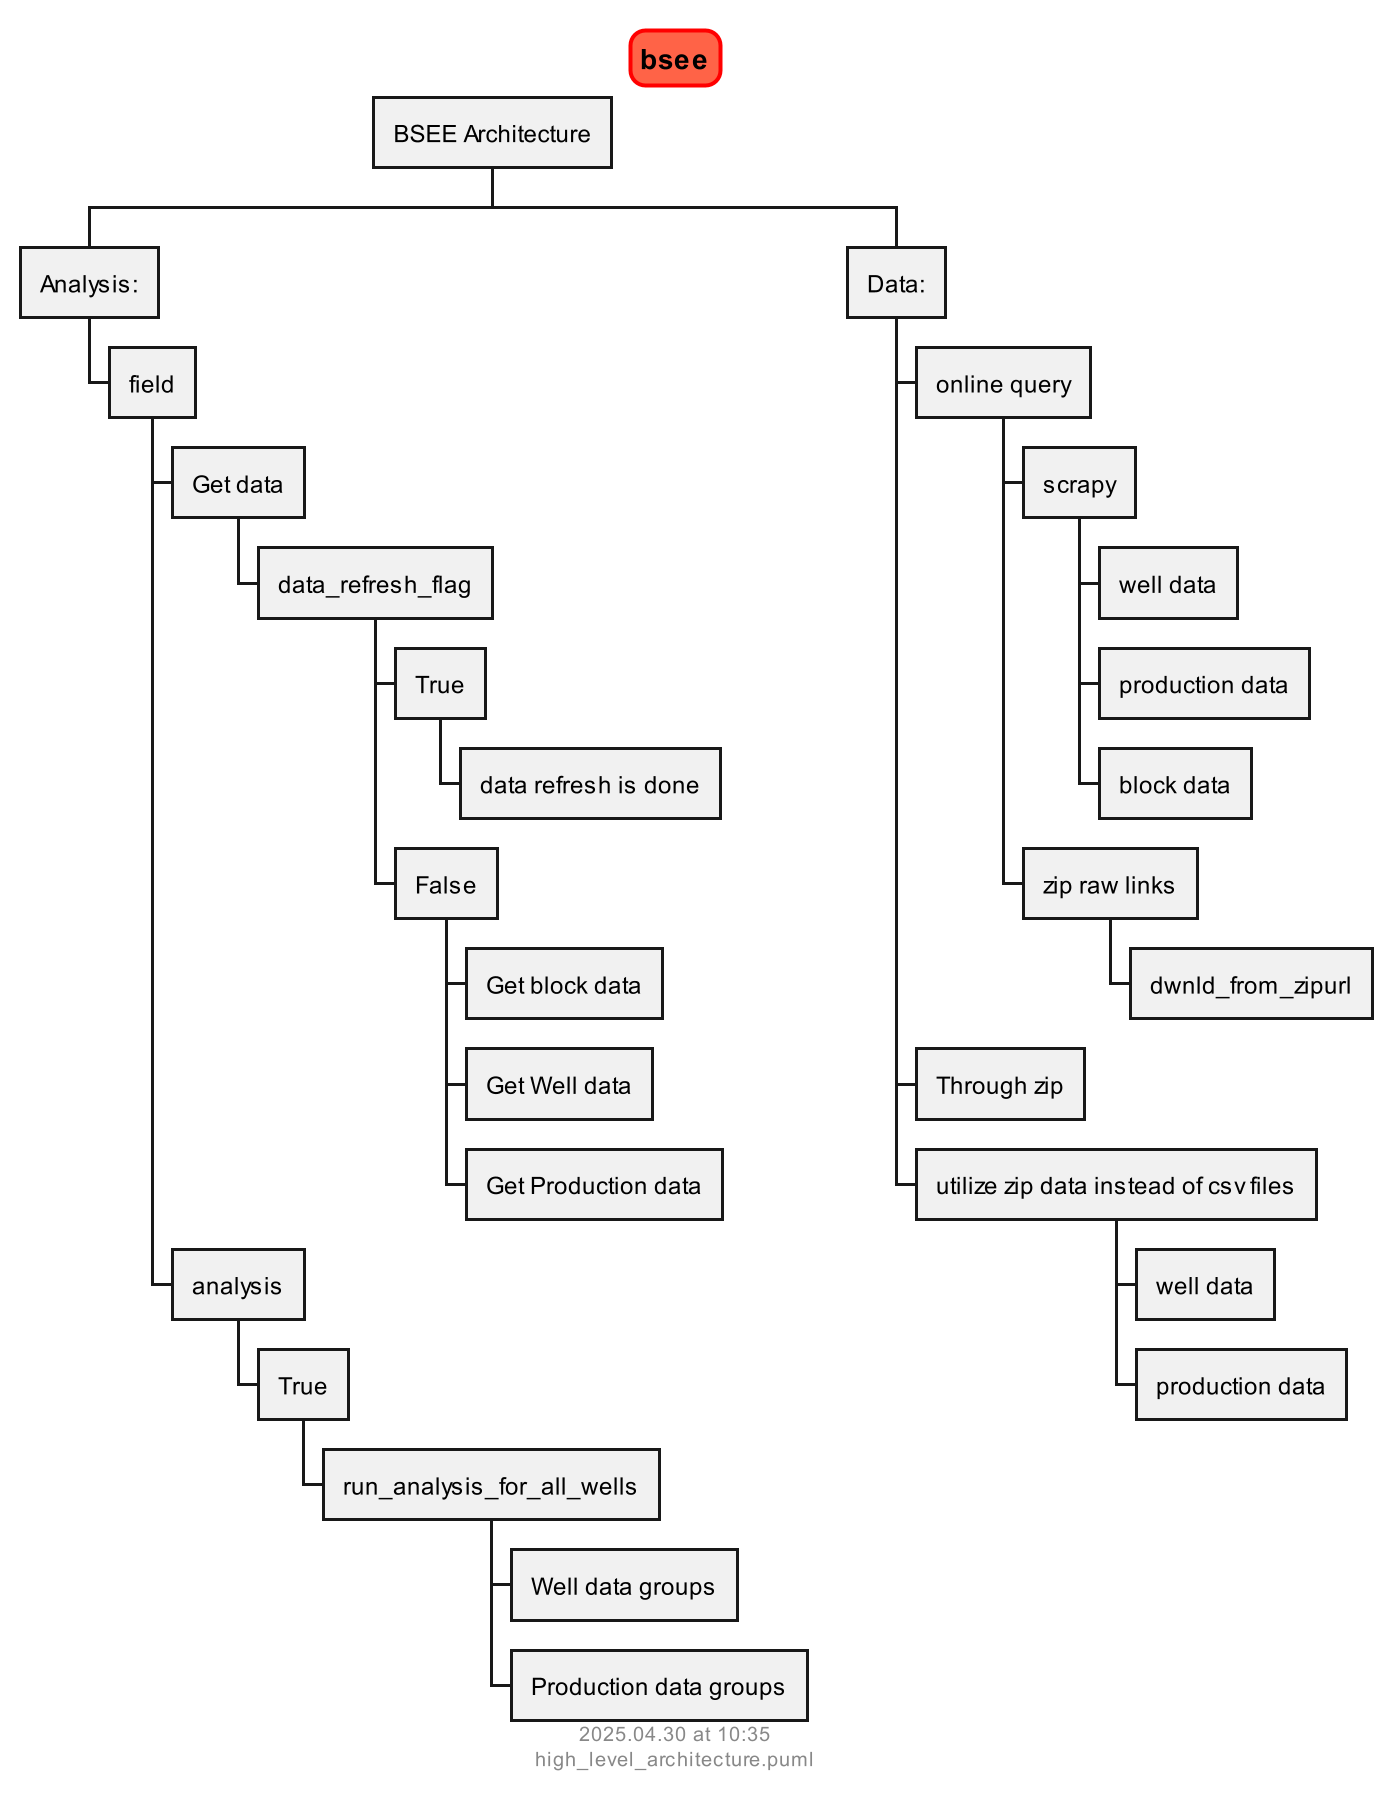 bsee
BSEE Architecture
Analysis:
field
Get data
data_refresh_flag
True
data refresh is done
False
Get block data
Get Well data
Get Production data
analysis
True
run_analysis_for_all_wells
Well data groups
Production data groups
Data:
online query
scrapy
well data
production data
block data
zip raw links
dwnld_from_zipurl
Through zip
utilize zip data instead of csv files
well data
production data
2025.04.30 at 10:35
high_level_architecture.puml